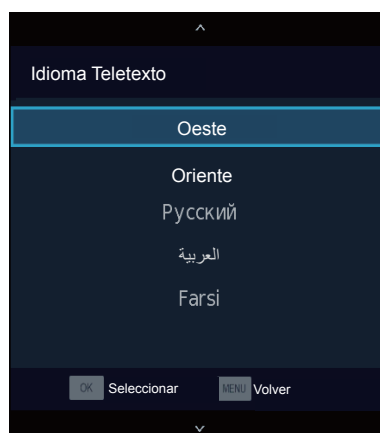 Idioma Teletexto
Oeste
Oriente
Русский
العربية
Farsi
OK Seleccionar MENU Volver